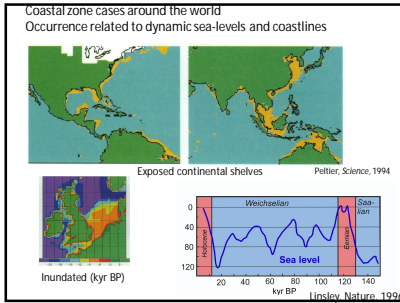 Coastal zone cases around the world
Occurrence related to dynamic sea-levels and coastlines
Exposed continental shelves
Peltier, Science, 1994
Inundated (kyr BP)
Weichselian
Saa-
lian
Holocene
Eemian
0
40
80
120
Sea level
20 40 60 80 100 120 140
kyr BP
Linsley, Nature, 1996